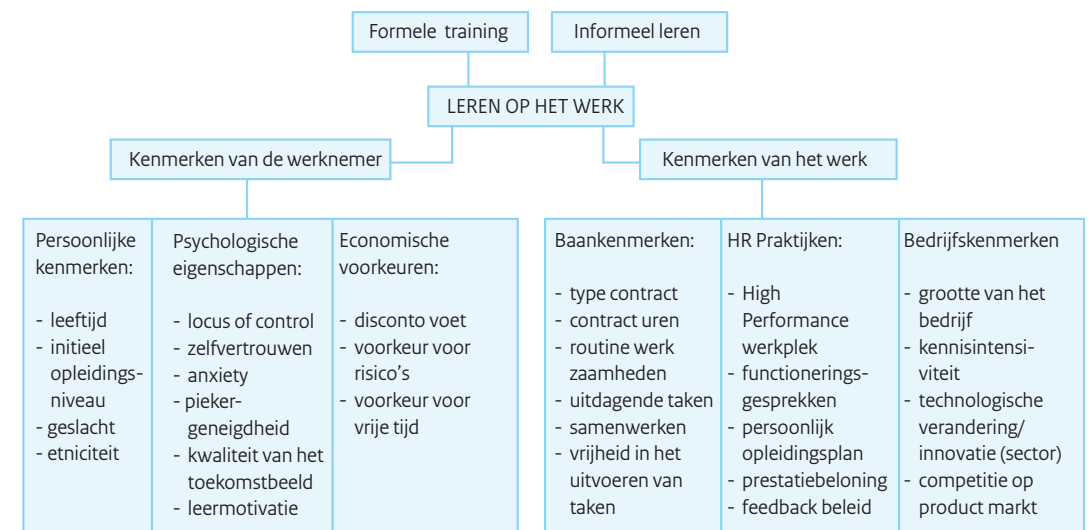 Formele training
Informeel leren
LEREN OP HET WERK
Kenmerken van de werknemer
Kenmerken van het werk
Persoonlijke
kenmerken:
- leeftijd
- initieel
opleidings-
niveau
- geslacht
- etniciteit
Psychologische
eigenschappen:
- locus of control
- zelfvertrouwen
- anxiety
- pieker-
geneigdheid
- kwaliteit van het
toekomstbeeld
- leermotivatie
Economische
voorkeuren:
- disconto voet
- voorkeur voor
risico's
- voorkeur voor
vrije tijd
Baankenmerken:
- type contract
- contract uren
- routine werk
zaamheden
- uitdagende taken
- samenwerken
- vrijheid in het
uitvoeren van
taken
HR Praktijken:
- High
Performance
werkplek
- functionerings-
gesprekken
- persoonlijk
opleidingsplan
- prestatiebeloning
- feedback beleid
Bedrijfskenmerken
- grootte van het
bedrijf
- kennisintensi-
viteit
- technologische
verandering/
innovatie (sector)
- competitie op
product markt